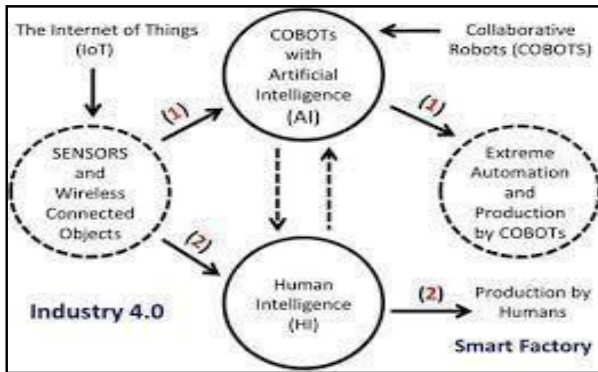 The Internet of Things
(IoT)
COBOTs
with
Artificial
Intelligence
(AI)
Collaborative
Robots (COBOTS)
(1)
(1)
SENSORS
and
Wireless
Connected
Objects
Extreme
Automation
and
Production
by COBOTs
(2)
Human
Intelligence
(HI)
(2)
Production by
Humans
Industry 4.0
Smart Factory